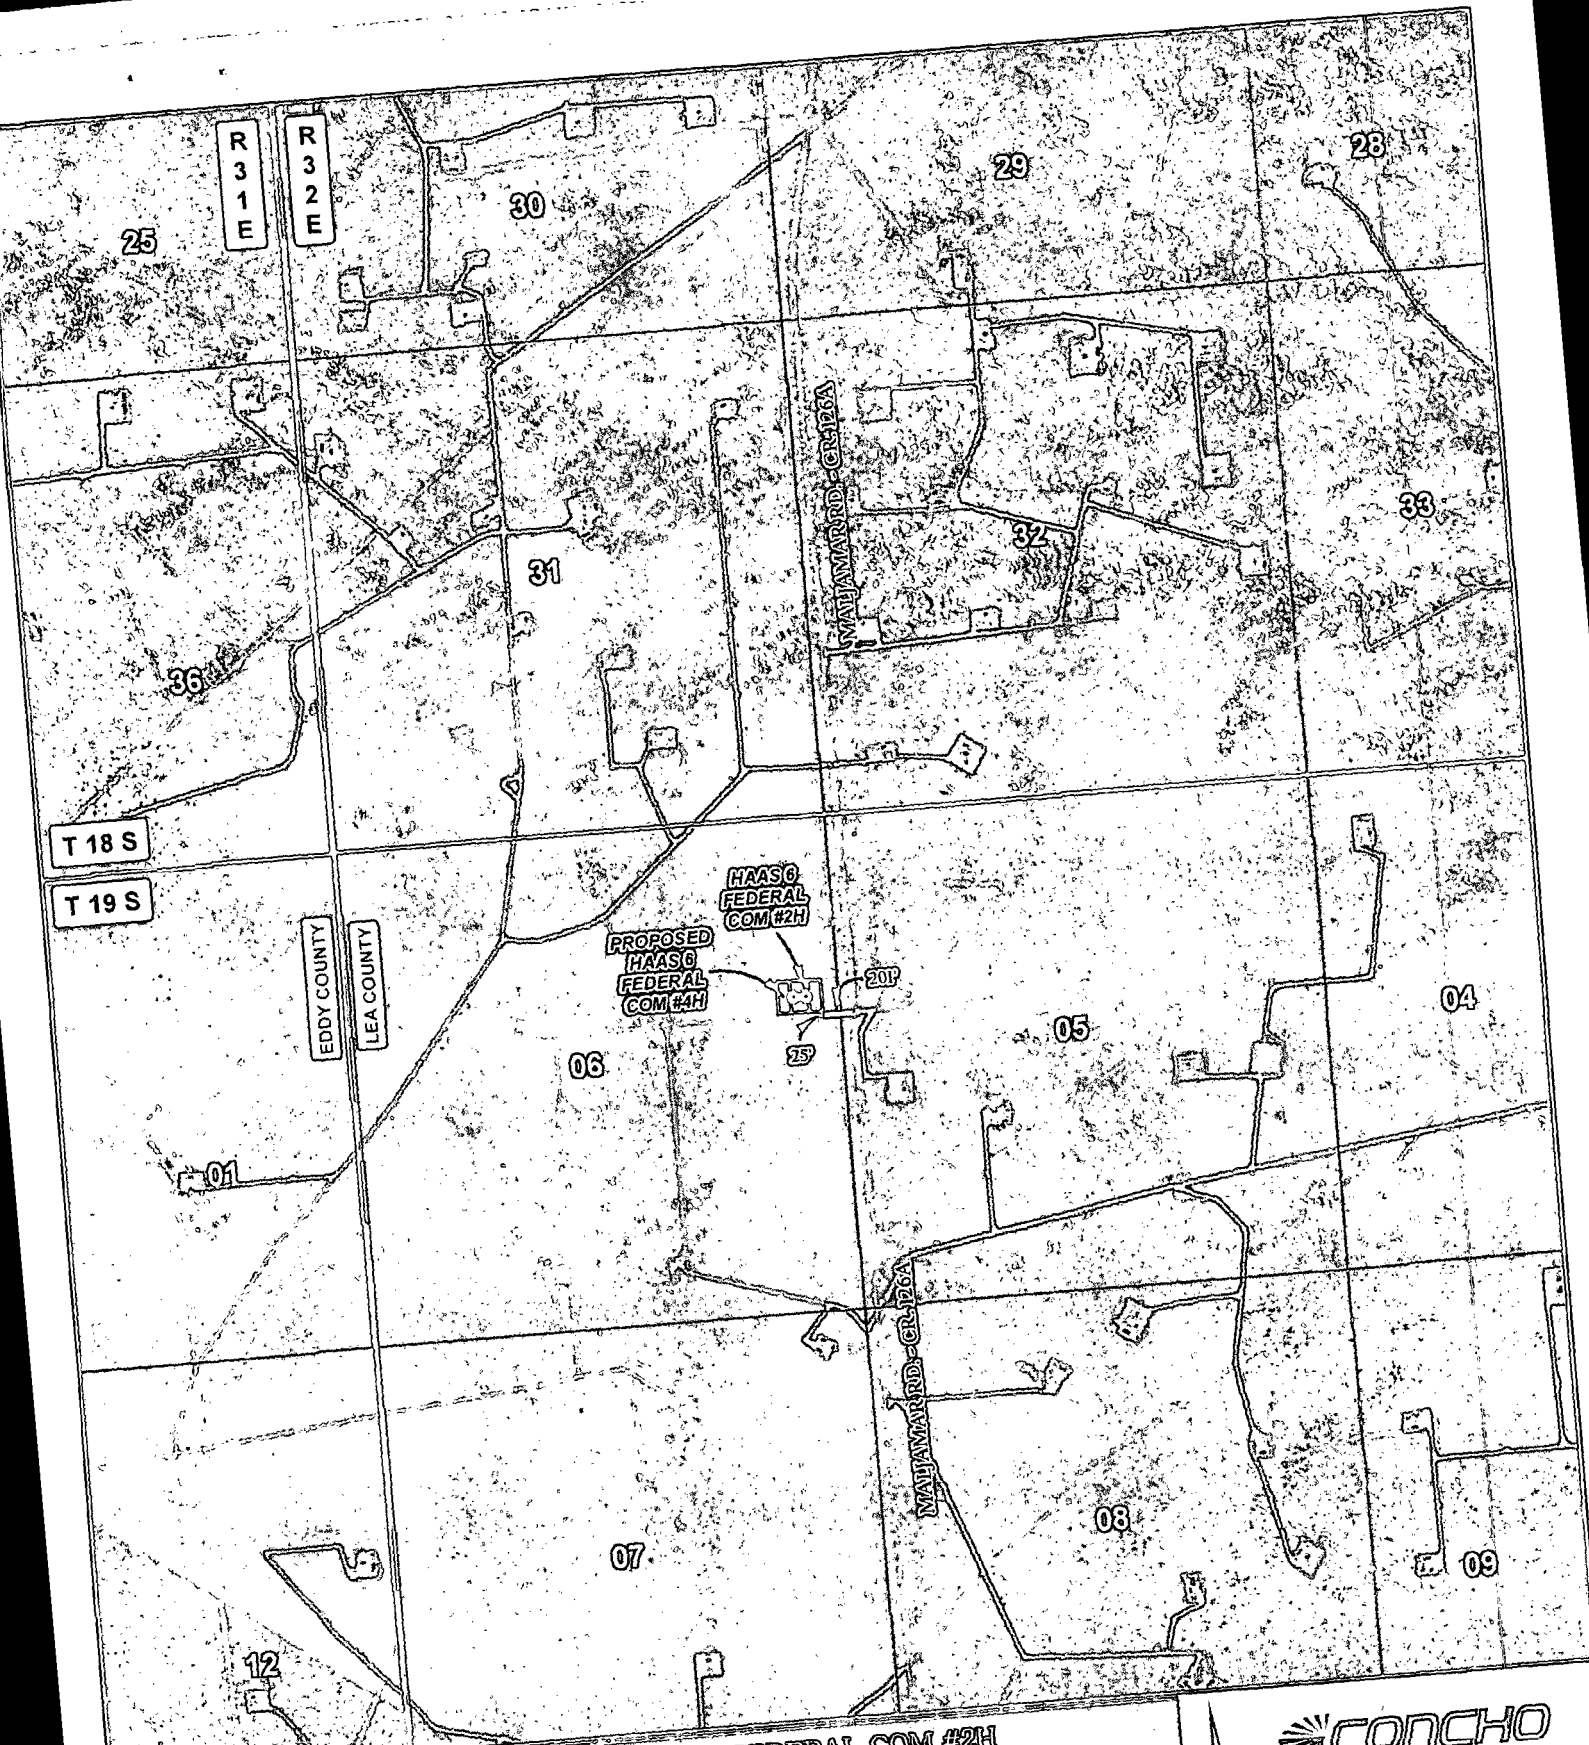 R
3
1
E
R
3
2
E
25
30
29
28
MALJAMAR RD. - CR-126A
31
32
33
36
T 18 S
T 19 S
EDDY COUNTY
LEA COUNTY
HAAS 6
FEDERAL
COM #2H
PROPOSED
HAAS 6
FEDERAL
COM #4H
201'
25'
06
05
04
01
MALJAMAR RD. - CR-126A
07
08
09
12
COM #2H
CONCHO